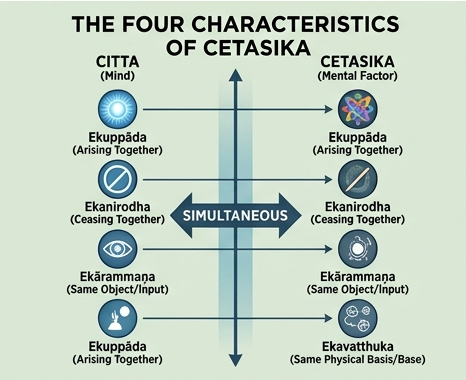 THE FOUR CHARACTERISTICS
OF CETASIKA
CITTA
(Mind)
CETASIKA
(Mental Factor)
Ekuppāda
(Arising Together)
Ekuppāda
(Arising Together)
Ekanirodha
(Ceasing Together)
SIMULTANEOUS
Ekanirodha
(Ceasing Together)
Ekārammaṇa
(Same Object/Input)
Ekārammaṇa
(Same Object/Input)
Ekuppāda
(Arising Together)
Ekavatthuka
(Same Physical Basis/Base)